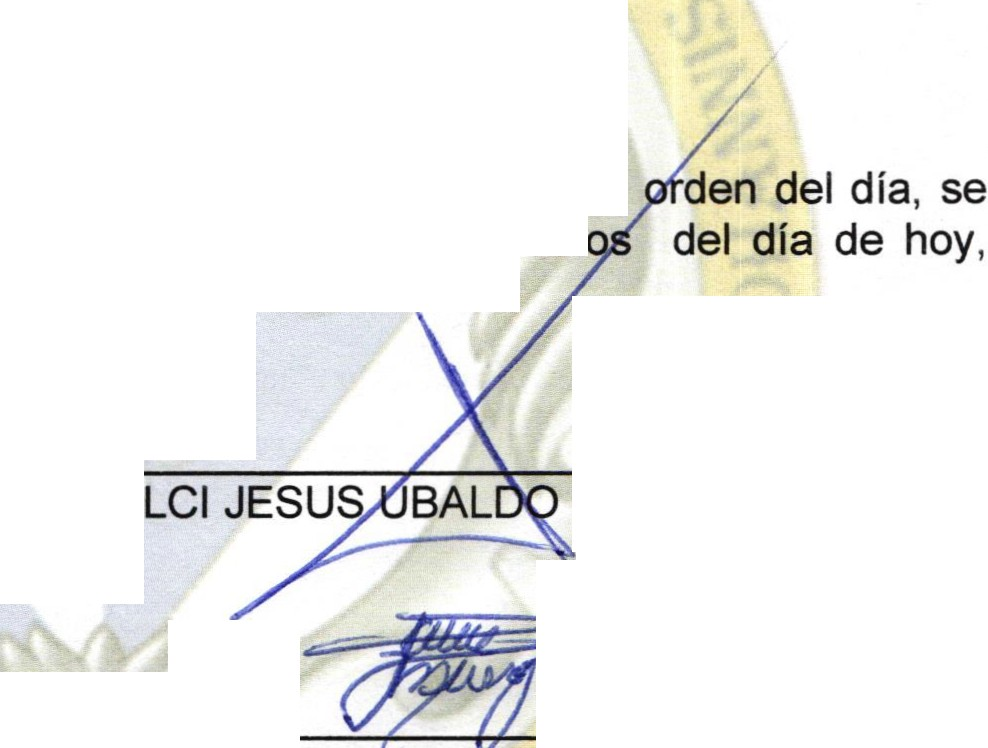 orden del día, se
os del día de hoy,
LCI JESUS UBALDO